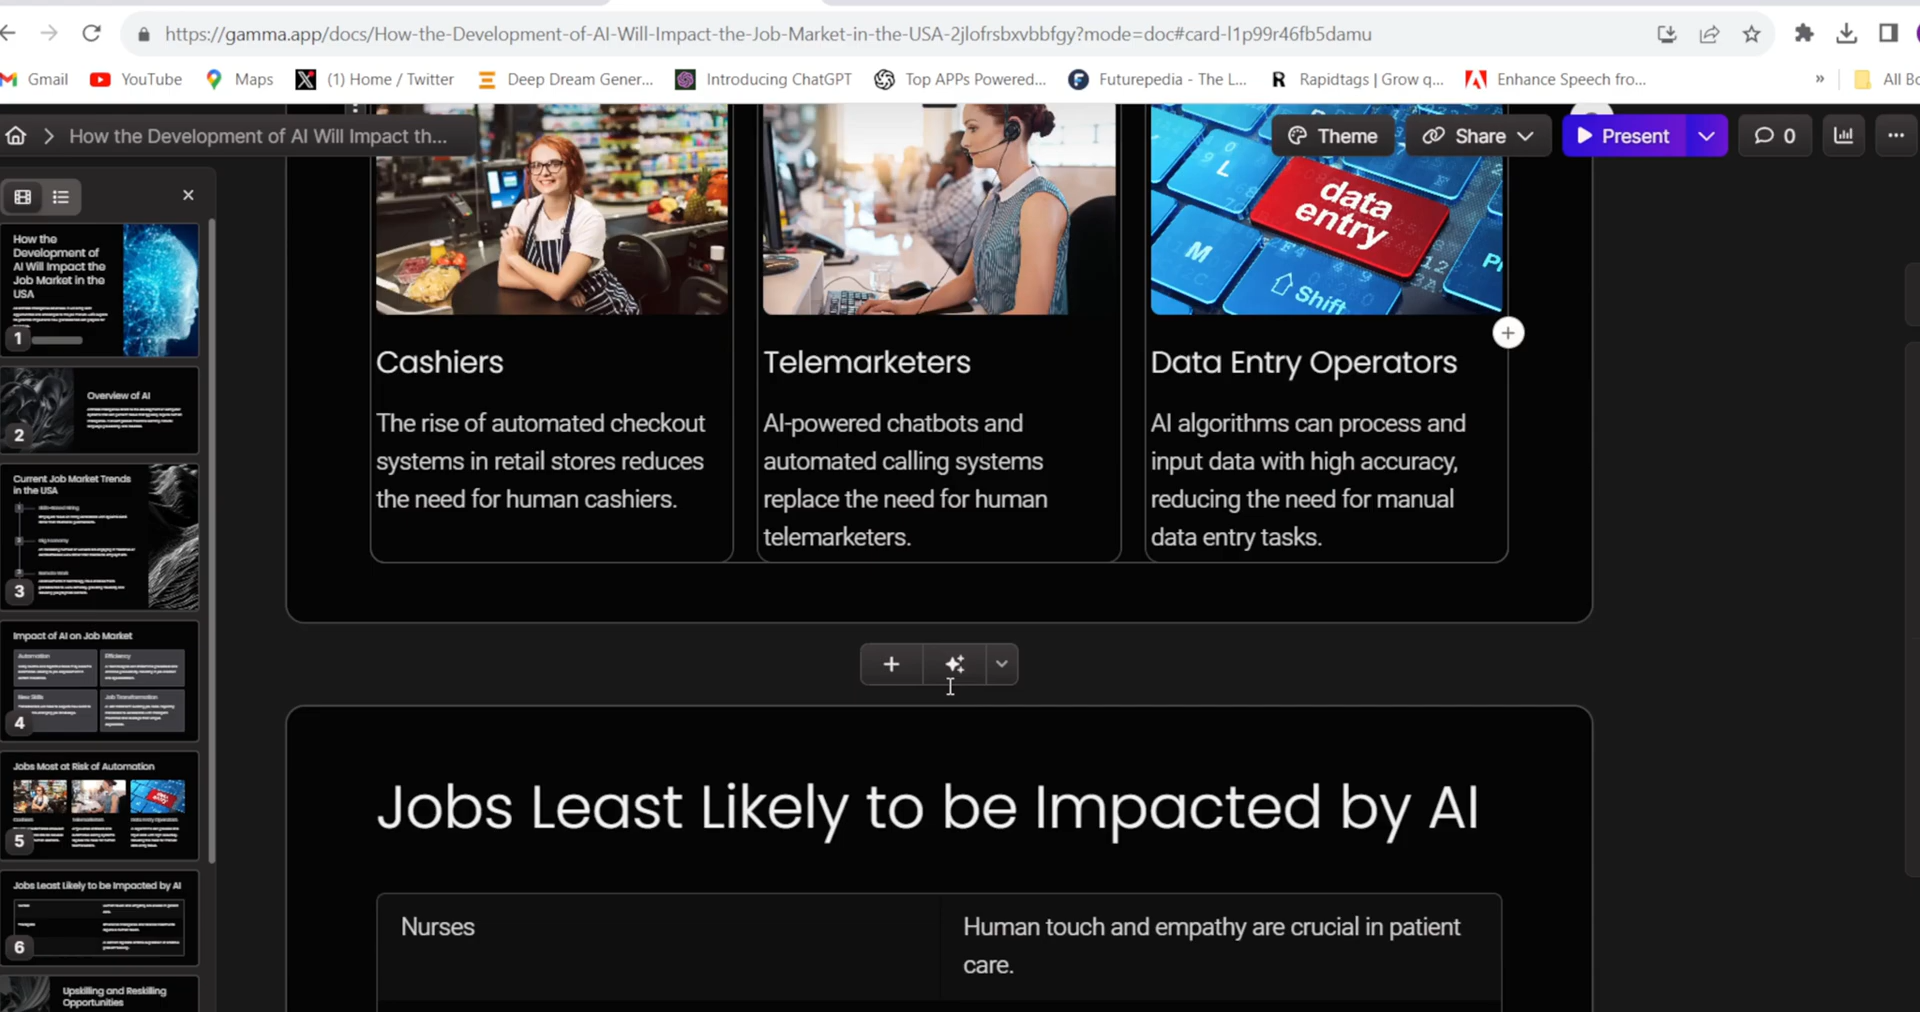 https://gamma.app/docs/How-the-Development-of-AI-Will-Impact-the-Job-Market-in-the-USA-2jlofrsbxvbbfgy?mode=doc#card-l1p99r46fb5damu
Gmail YouTube Maps (1) Home / Twitter Deep Dream Gener... Introducing ChatGPT Top APPs Powered... Futurepedia - The L... Rapidtags | Grow q... Enhance Speech fro... » All Bo
How the Development of AI Will Impact th... Theme Share Present 0
How the
Development of
AI Will Impact the
Job Market in the
USA
1
Overview of AI
2
Current Job Market Trends
in the USA
3
Impact of AI on Job Market
Automation Efficiency
New Skills Job Transformation
4
Jobs Most at Risk of Automation
5
Jobs Least Likely to be Impacted by AI
6
Upskilling and Reskilling
Opportunities
data
entry
L
M
Shift
Cashiers
The rise of automated checkout
systems in retail stores reduces
the need for human cashiers.
Telemarketers
AI-powered chatbots and
automated calling systems
replace the need for human
telemarketers.
Data Entry Operators
AI algorithms can process and
input data with high accuracy,
reducing the need for manual
data entry tasks.
Jobs Least Likely to be Impacted by AI
Nurses
Human touch and empathy are crucial in patient
care.